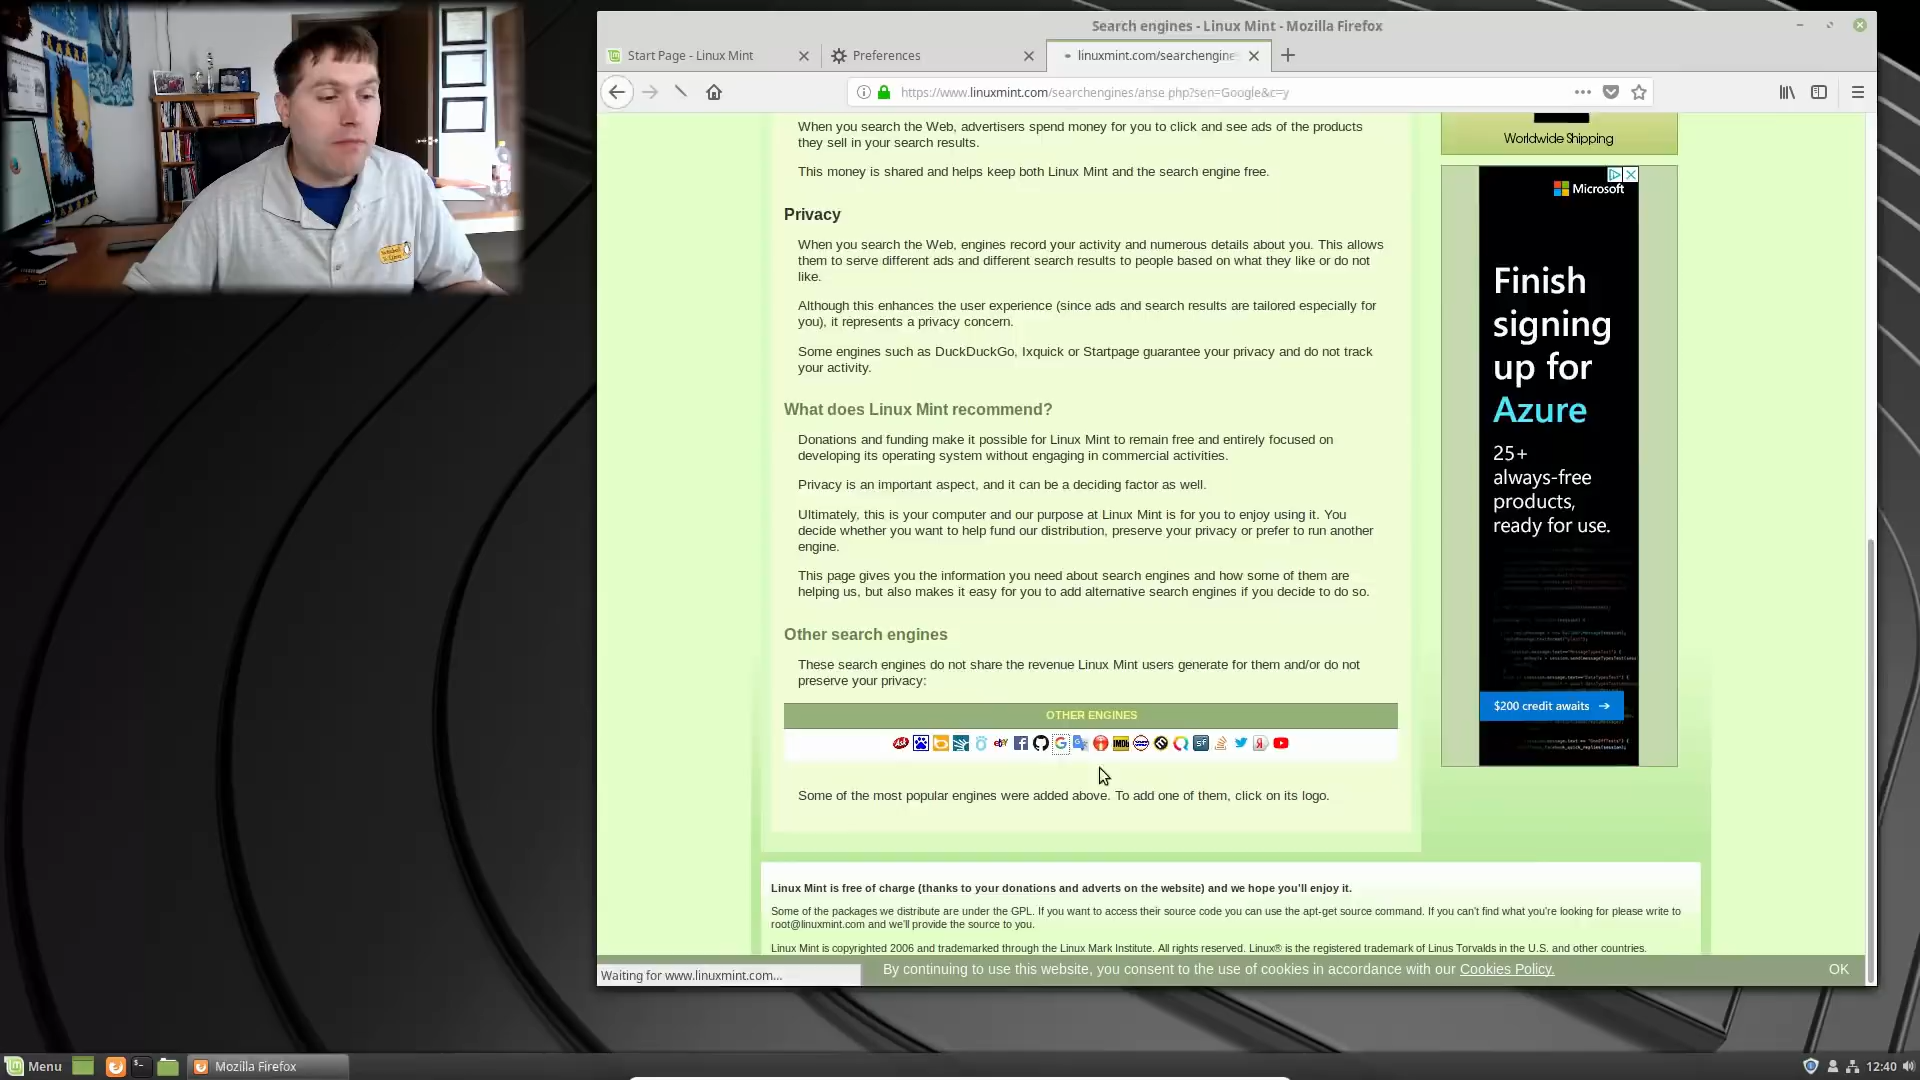 Search engines - Linux Mint - Mozilla Firefox
Start Page - Linux Mint
Preferences
linuxmint.com/searchengine
https://www.linuxmint.com/searchengines/anse php?sen=Google&c=y
When you search the Web, advertisers spend money for you to click and see ads of the products
they sell in your search results.
This money is shared and helps keep both Linux Mint and the search engine free.
Privacy
When you search the Web, engines record your activity and numerous details about you. This allows
them to serve different ads and different search results to people based on what they like or do not
like.
Although this enhances the user experience (since ads and search results are tailored especially for
you), it represents a privacy concern.
Some engines such as DuckDuckGo, Ixquick or Startpage guarantee your privacy and do not track
your activity.
What does Linux Mint recommend?
Donations and funding make it possible for Linux Mint to remain free and entirely focused on
developing its operating system without engaging in commercial activities.
Privacy is an important aspect, and it can be a deciding factor as well.
Ultimately, this is your computer and our purpose at Linux Mint is for you to enjoy using it. You
decide whether you want to help fund our distribution, preserve your privacy or prefer to run another
engine.
This page gives you the information you need about search engines and how some of them are
helping us, but also makes it easy for you to add alternative search engines if you decide to do so.
Other search engines
These search engines do not share the revenue Linux Mint users generate for them and/or do not
preserve your privacy:
OTHER ENGINES
Some of the most popular engines were added above. To add one of them, click on its logo.
Worldwide Shipping
Microsoft
Finish
signing
up for
Azure
25+
always-free
products,
ready for use.
$200 credit awaits
Linux Mint is free of charge (thanks to your donations and adverts on the website) and we hope you'll enjoy it.
Some of the packages we distribute are under the GPL. If you want to access their source code you can use the apt-get source command. If you can't find what you're looking for please write to
root@linuxmint.com and we'll provide the source to you.
Linux Mint is copyrighted 2006 and trademarked through the Linux Mark Institute. All rights reserved. Linux® is the registered trademark of Linus Torvalds in the U.S. and other countries.
Waiting for www.linuxmint.com...
By continuing to use this website, you consent to the use of cookies in accordance with our Cookies Policy.
OK
Menu
Mozilla Firefox
12:40